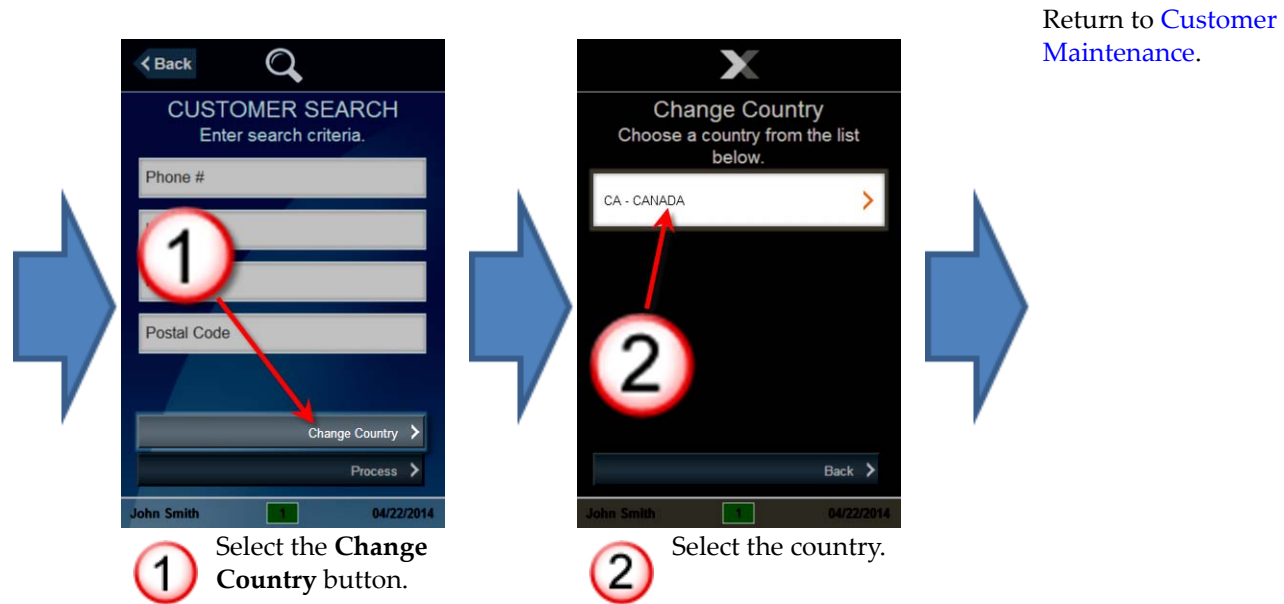 Back
CUSTOMER SEARCH
Enter search criteria.
Phone #
1
Postal Code
Change Country
Process
John Smith
1
04/22/2014
1
Select the Change
Country button.
Change Country
Choose a country from the list
below.
CA - CANADA
2
Back
John Smith
1
04/22/2014
2
Select the country.
Return to Customer
Maintenance.